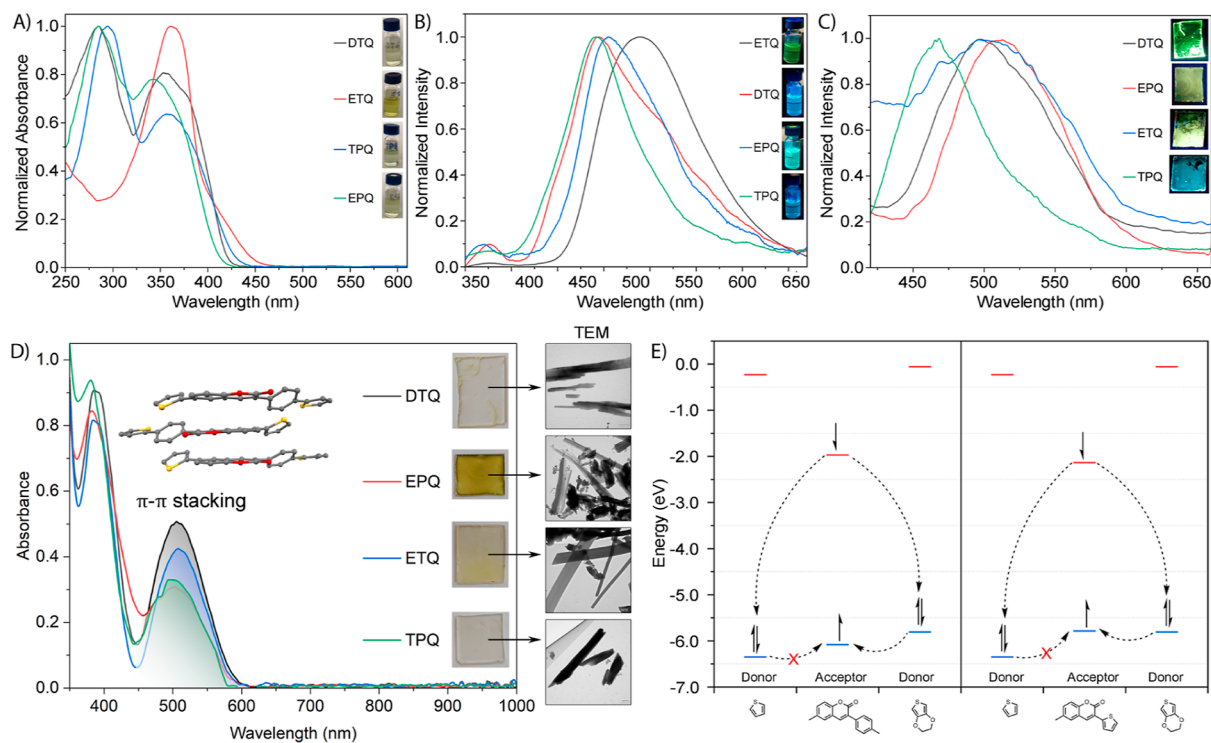 A)
Normalized Absorbance
1.0
0.8
0.6
0.4
0.2
0.0
250 300 350 400 450 500 550 600
Wavelength (nm)
DTQ
ETQ
TPQ
EPQ
B)
Normalized Intensity
1.0
0.8
0.6
0.4
0.2
0.0
350 400 450 500 550 600 650
Wavelength (nm)
ETQ
DTQ
EPQ
TPQ
C)
Normalized Intensity
1.0
0.8
0.6
0.4
0.2
0.0
450 500 550 600 650
Wavelength (nm)
DTQ
EPQ
ETQ
TPQ
D)
Absorbance
1.0
0.8
0.6
0.4
0.2
0.0
400 500 600 700 800 900 1000
Wavelength (nm)
π-π stacking
TEM
DTQ
EPQ
ETQ
TPQ
E)
Energy (eV)
0.0
-1.0
-2.0
-3.0
-4.0
-5.0
-6.0
-7.0
X
X
Donor Acceptor Donor Donor Acceptor Donor
S
O O
S
O O
S
O O
S
S
O O